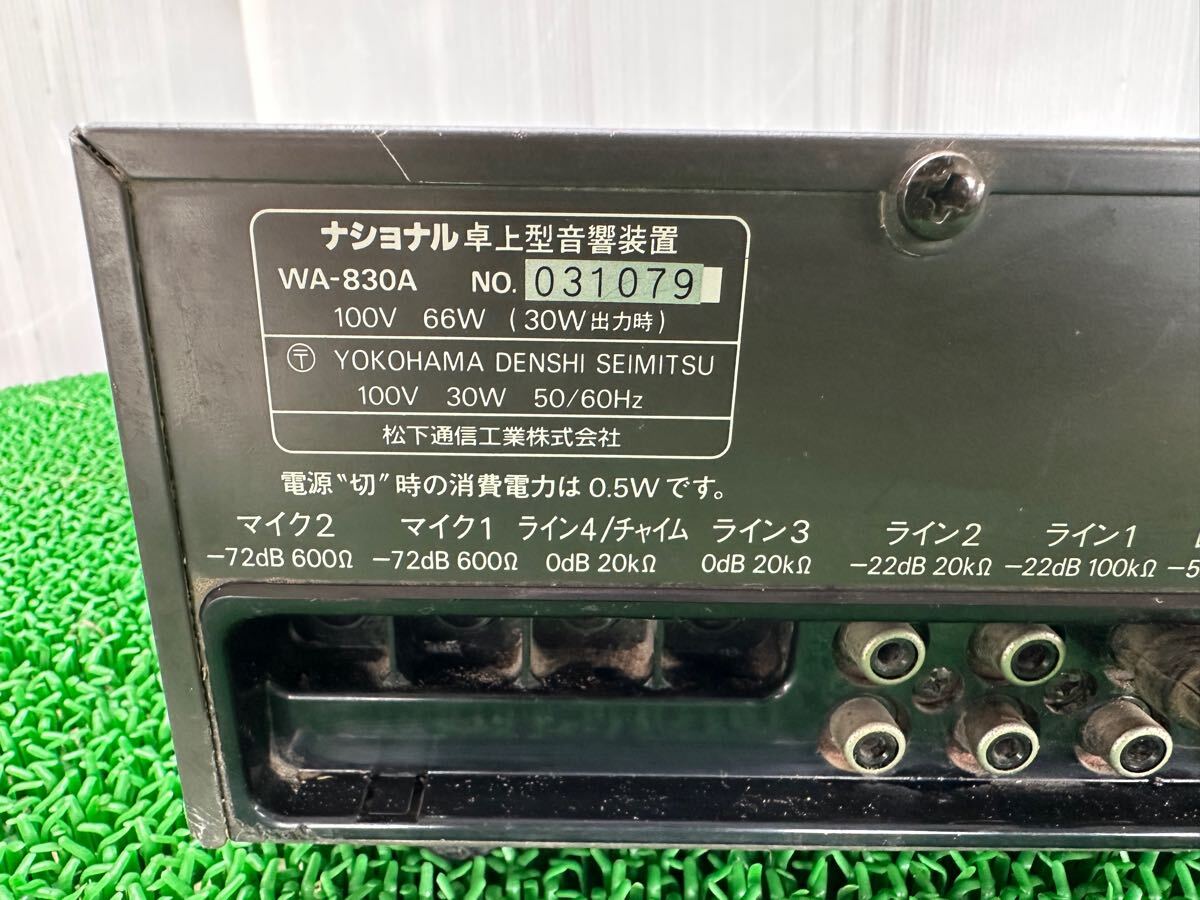 ナショナル 卓上型音響装置
WA-830A NO. 031079
100V 66W (30W出力時)
〒 YOKOHAMA DENSHI SEIMITSU
100V 30W 50/60Hz
松下通信工業株式会社
電源“切”時の消費電力は 0.5W です。
マイク2 マイク1 ライン4/チャイム ライン3 ライン2 ライン1
−72dB 600Ω −72dB 600Ω 0dB 20kΩ 0dB 20kΩ −22dB 20kΩ −22dB 100kΩ −5